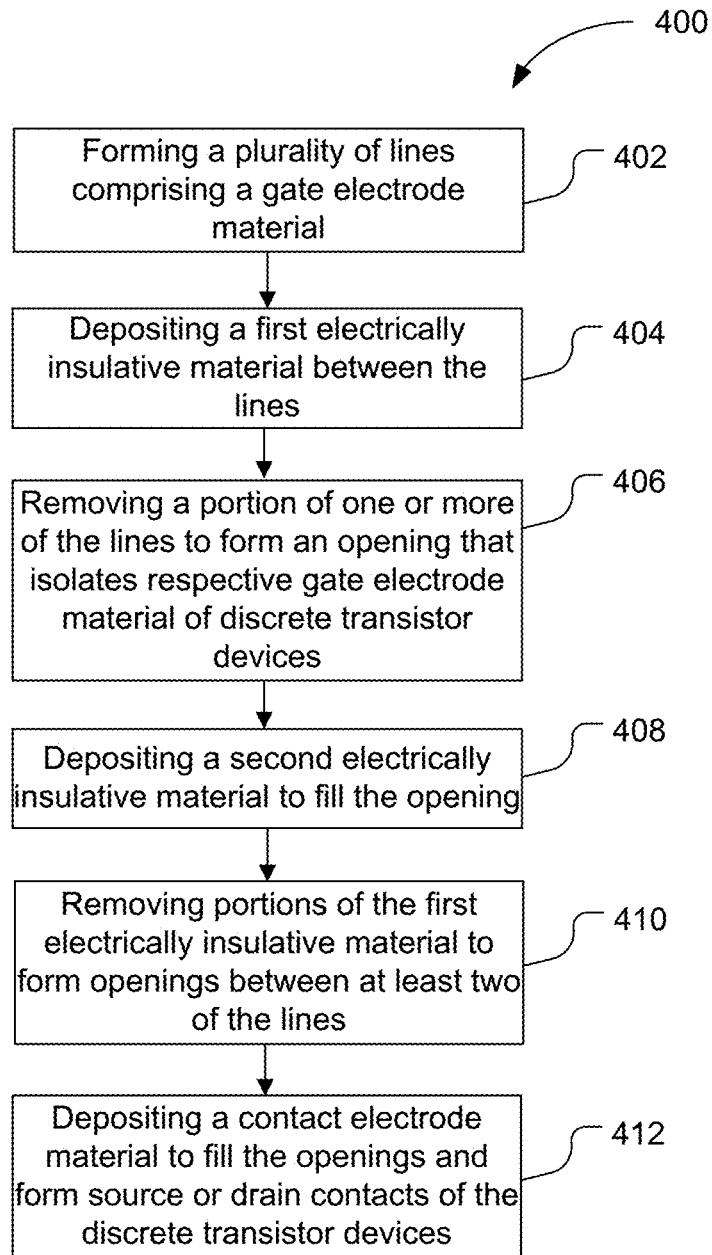 400
Forming a plurality of lines
comprising a gate electrode
material
402
Depositing a first electrically
insulative material between the
lines
404
Removing a portion of one or more
of the lines to form an opening that
isolates respective gate electrode
material of discrete transistor
devices
406
Depositing a second electrically
insulative material to fill the opening
408
Removing portions of the first
electrically insulative material to
form openings between at least two
of the lines
410
Depositing a contact electrode
material to fill the openings and
form source or drain contacts of the
discrete transistor devices
412